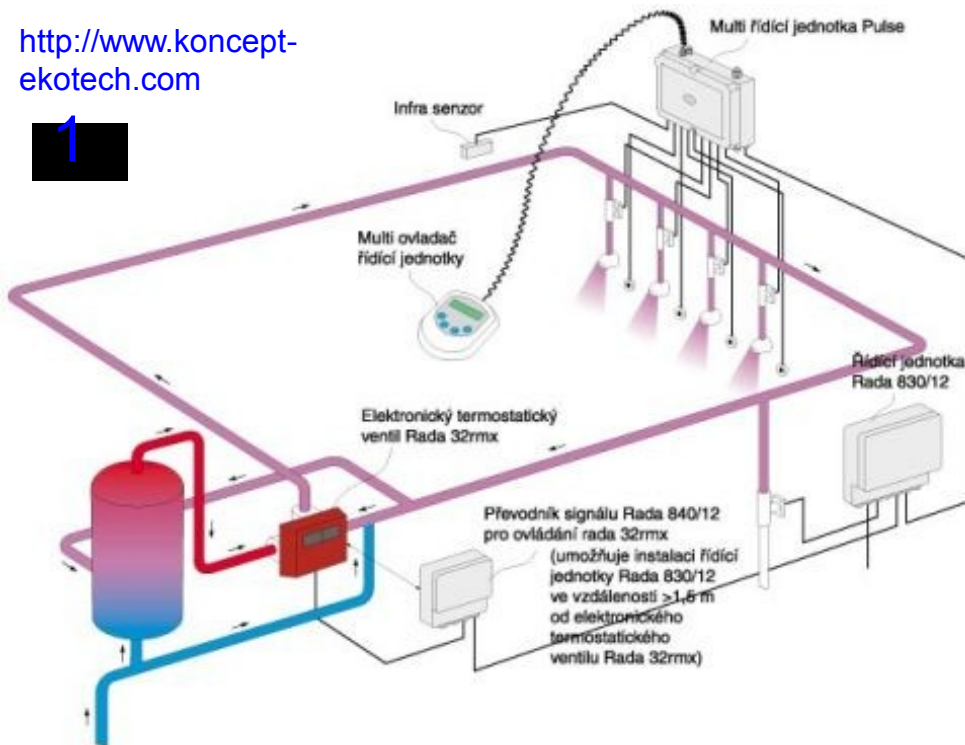 http://www.koncept-
ekotech.com
1
Multi řídící jednotka Pulse
Infra senzor
Multi ovladač
řídící jednotky
Řídící jednotka
Rada 830/12
Elektronický termostatický
ventil Rada 32rmx
Převodník signálu Rada 840/12
pro ovládání rada 32rmx
(umožňuje instalaci řídící
jednotky Rada 830/12
ve vzdálenosti >1,5 m
od elektronického
termostatického
ventilu Rada 32rmx)